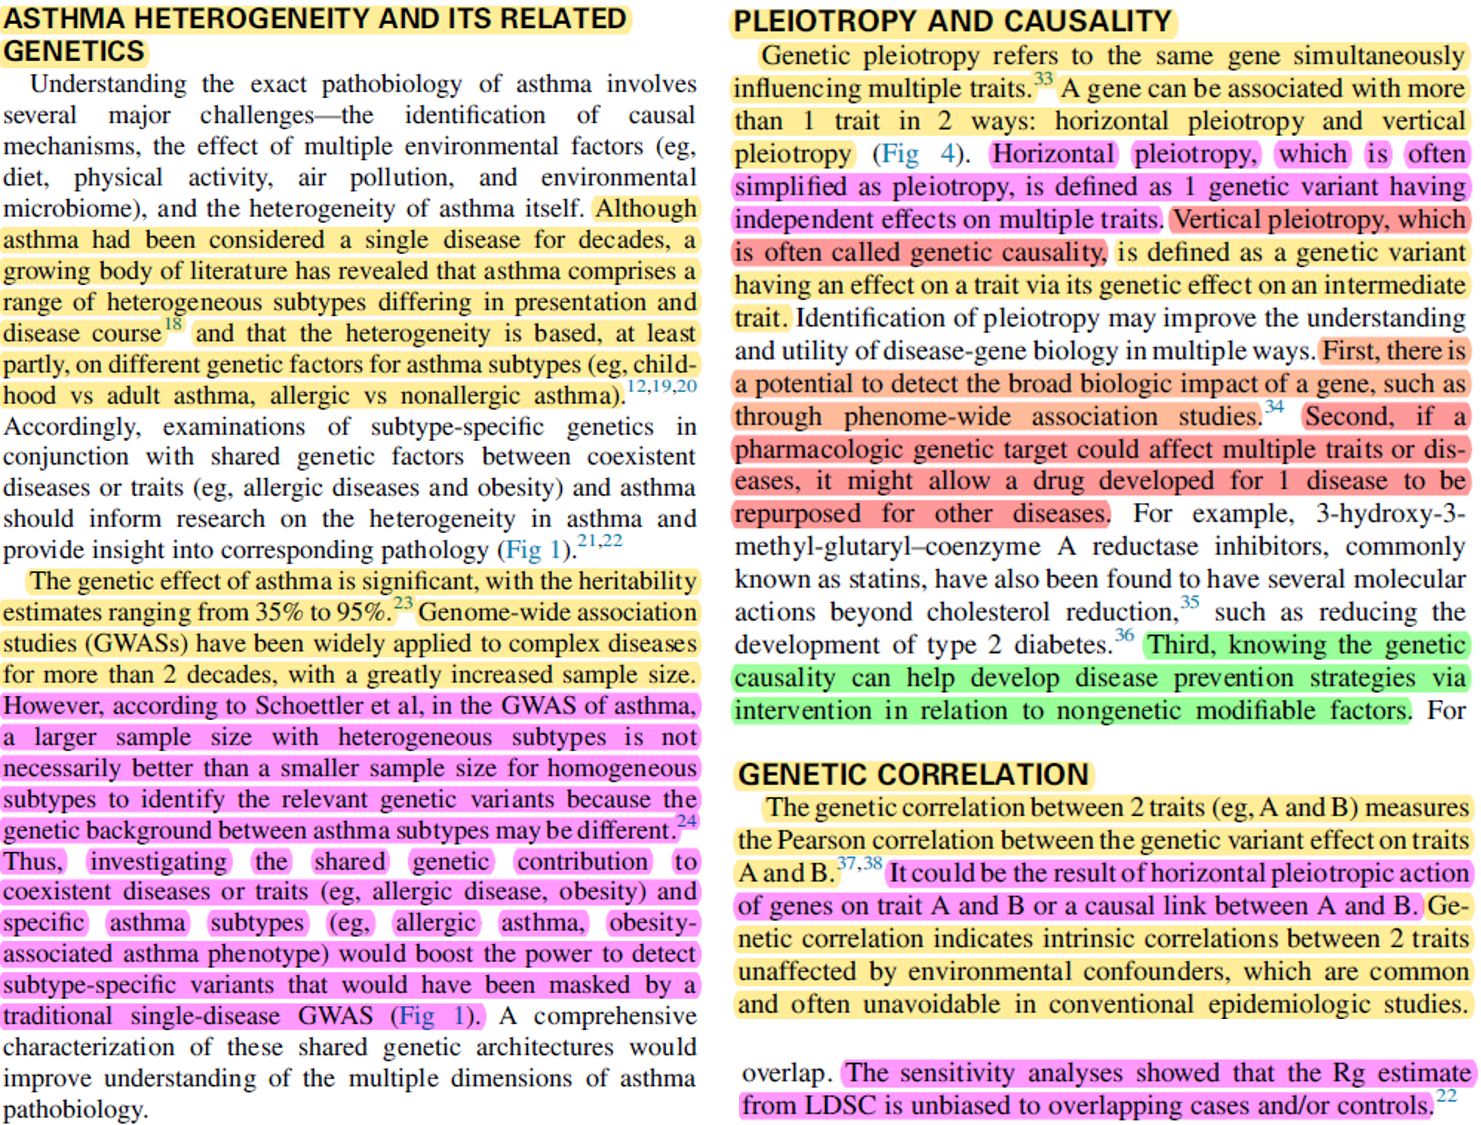 ASTHMA HETEROGENEITY AND ITS RELATED
GENETICS
Understanding the exact pathobiology of asthma involves
several major challenges—the identification of causal
mechanisms, the effect of multiple environmental factors (eg,
diet, physical activity, air pollution, and environmental
microbiome), and the heterogeneity of asthma itself. Although
asthma had been considered a single disease for decades, a
growing body of literature has revealed that asthma comprises a
range of heterogeneous subtypes differing in presentation and
disease course18 and that the heterogeneity is based, at least
partly, on different genetic factors for asthma subtypes (eg, child-
hood vs adult asthma, allergic vs nonallergic asthma).12,19,20
Accordingly, examinations of subtype-specific genetics in
conjunction with shared genetic factors between coexistent
diseases or traits (eg, allergic diseases and obesity) and asthma
should inform research on the heterogeneity in asthma and
provide insight into corresponding pathology (Fig 1).21,22
The genetic effect of asthma is significant, with the heritability
estimates ranging from 35% to 95%.23 Genome-wide association
studies (GWASs) have been widely applied to complex diseases
for more than 2 decades, with a greatly increased sample size.
However, according to Schoettler et al, in the GWAS of asthma,
a larger sample size with heterogeneous subtypes is not
necessarily better than a smaller sample size for homogeneous
subtypes to identify the relevant genetic variants because the
genetic background between asthma subtypes may be different.24
Thus, investigating the shared genetic contribution to
coexistent diseases or traits (eg, allergic disease, obesity) and
specific asthma subtypes (eg, allergic asthma, obesity-
associated asthma phenotype) would boost the power to detect
subtype-specific variants that would have been masked by a
traditional single-disease GWAS (Fig 1). A comprehensive
characterization of these shared genetic architectures would
improve understanding of the multiple dimensions of asthma
pathobiology.
PLEIOTROPY AND CAUSALITY
Genetic pleiotropy refers to the same gene simultaneously
influencing multiple traits.33 A gene can be associated with more
than 1 trait in 2 ways: horizontal pleiotropy and vertical
pleiotropy (Fig 4). Horizontal pleiotropy, which is often
simplified as pleiotropy, is defined as 1 genetic variant having
independent effects on multiple traits. Vertical pleiotropy, which
is often called genetic causality, is defined as a genetic variant
having an effect on a trait via its genetic effect on an intermediate
trait. Identification of pleiotropy may improve the understanding
and utility of disease-gene biology in multiple ways. First, there is
a potential to detect the broad biologic impact of a gene, such as
through phenome-wide association studies.34 Second, if a
pharmacologic genetic target could affect multiple traits or dis-
eases, it might allow a drug developed for 1 disease to be
repurposed for other diseases. For example, 3-hydroxy-3-
methyl-glutaryl–coenzyme A reductase inhibitors, commonly
known as statins, have also been found to have several molecular
actions beyond cholesterol reduction,35 such as reducing the
development of type 2 diabetes.36 Third, knowing the genetic
causality can help develop disease prevention strategies via
intervention in relation to nongenetic modifiable factors. For
GENETIC CORRELATION
The genetic correlation between 2 traits (eg, A and B) measures
the Pearson correlation between the genetic variant effect on traits
A and B.37,38 It could be the result of horizontal pleiotropic action
of genes on trait A and B or a causal link between A and B. Ge-
netic correlation indicates intrinsic correlations between 2 traits
unaffected by environmental confounders, which are common
and often unavoidable in conventional epidemiologic studies.
overlap. The sensitivity analyses showed that the Rg estimate
from LDSC is unbiased to overlapping cases and/or controls.22